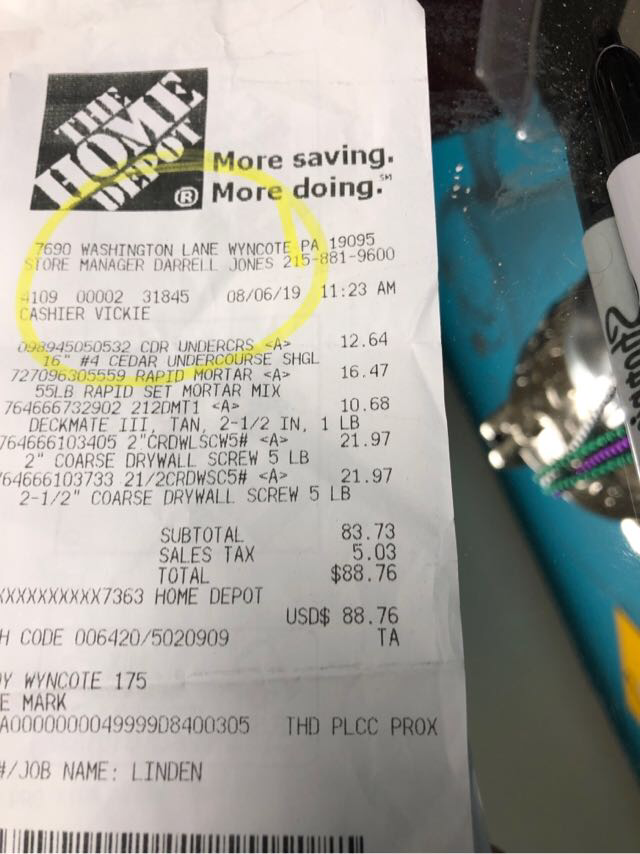 THE
HOME
DEPOT
®
More saving.
More doing.℠
7690 WASHINGTON LANE WYNCOTE PA 19095
STORE MANAGER DARRELL JONES 215-881-9600
4109 00002 31845 08/06/19 11:23 AM
CASHIER VICKIE
098945050532 CDR UNDERCRS <A> 12.64
16" #4 CEDAR UNDERCOURSE SHGL
727096305559 RAPID MORTAR <A> 16.47
55LB RAPID SET MORTAR MIX
764666732902 212DMT1 <A> 10.68
DECKMATE III, TAN, 2-1/2 IN, 1 LB
764666103405 2"CRDWLSCW5# <A> 21.97
2" COARSE DRYWALL SCREW 5 LB
764666103733 21/2CRDWSC5# <A> 21.97
2-1/2" COARSE DRYWALL SCREW 5 LB
SUBTOTAL 83.73
SALES TAX 5.03
TOTAL $88.76
XXXXXXXXXX7363 HOME DEPOT
USD$ 88.76
H CODE 006420/5020909 TA
Y WYNCOTE 175
E MARK
A0000000049999D8400305 THD PLCC PROX
#/JOB NAME: LINDEN